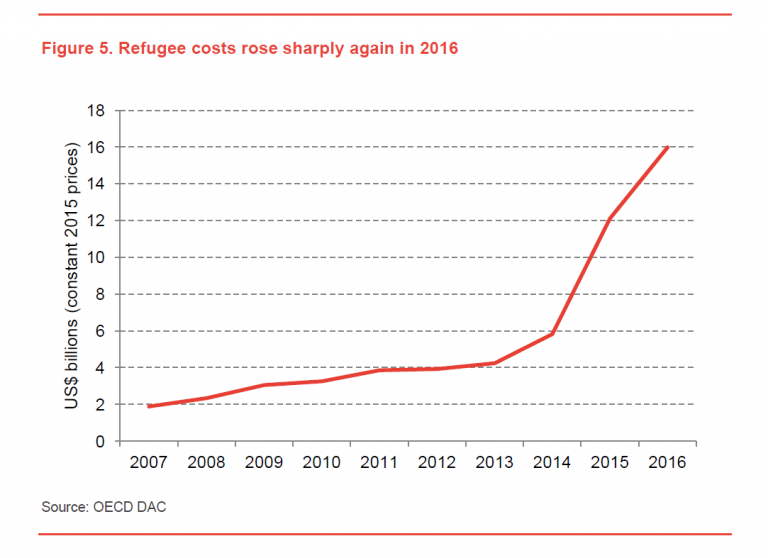 Figure 5. Refugee costs rose sharply again in 2016
US$ billions (constant 2015 prices)
18
16
14
12
10
8
6
4
2
0
2007 2008 2009 2010 2011 2012 2013 2014 2015 2016
Source: OECD DAC